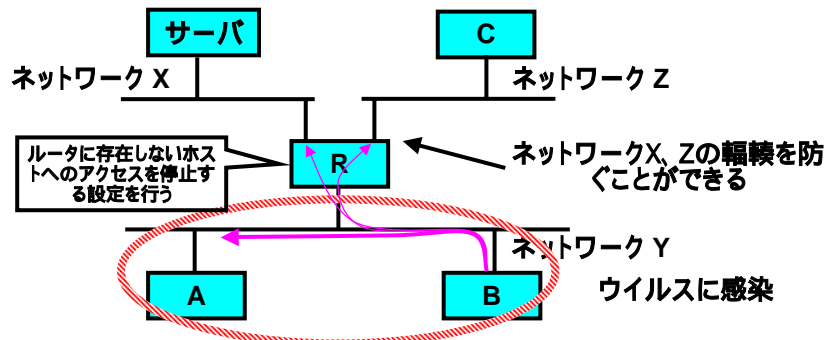 サーバ
C
ネットワーク X
ネットワーク Z
ルータに存在しないホス
トへのアクセスを停止す
る設定を行う
R
ネットワークX、Zの輻輳を防
ぐことができる
ネットワーク Y
A
B
ウイルスに感染